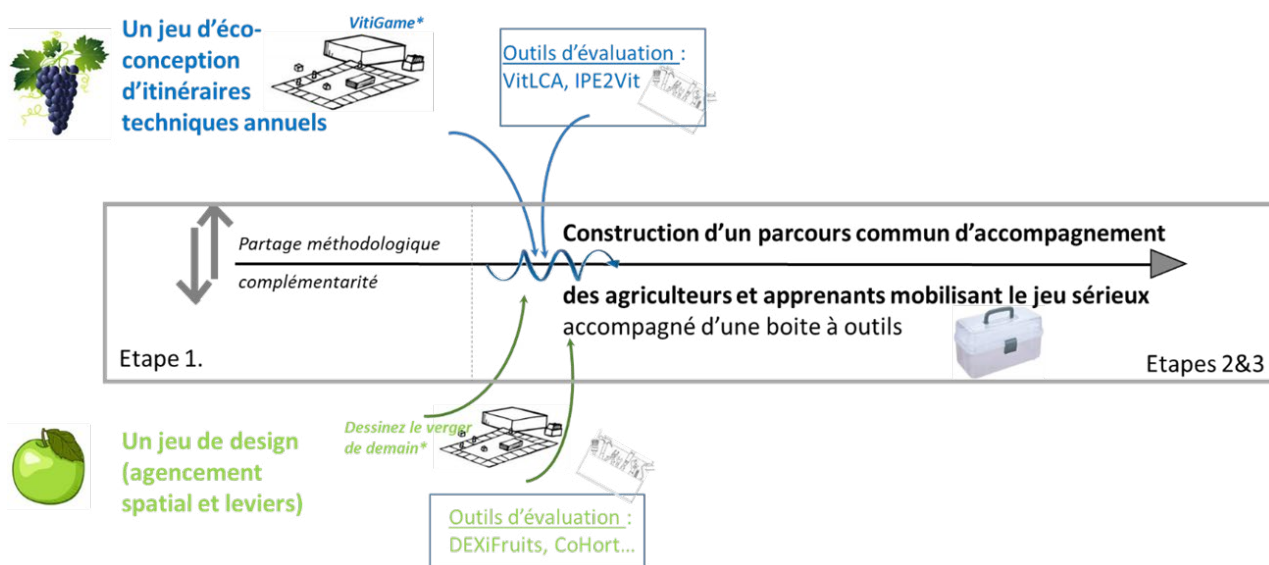 Un jeu d’éco-
conception
d’itinéraires
techniques annuels
VitiGame*
Outils d’évaluation :
VitLCA, IPE2Vit
Partage méthodologique
complémentarité
Construction d’un parcours commun d’accompagnement
des agriculteurs et apprenants mobilisant le jeu sérieux
accompagné d’une boite à outils
Etape 1.
Etapes 2&3
Un jeu de design
(agencement
spatial et leviers)
Dessinez le verger
de demain*
Outils d’évaluation :
DEXiFruits, CoHort...